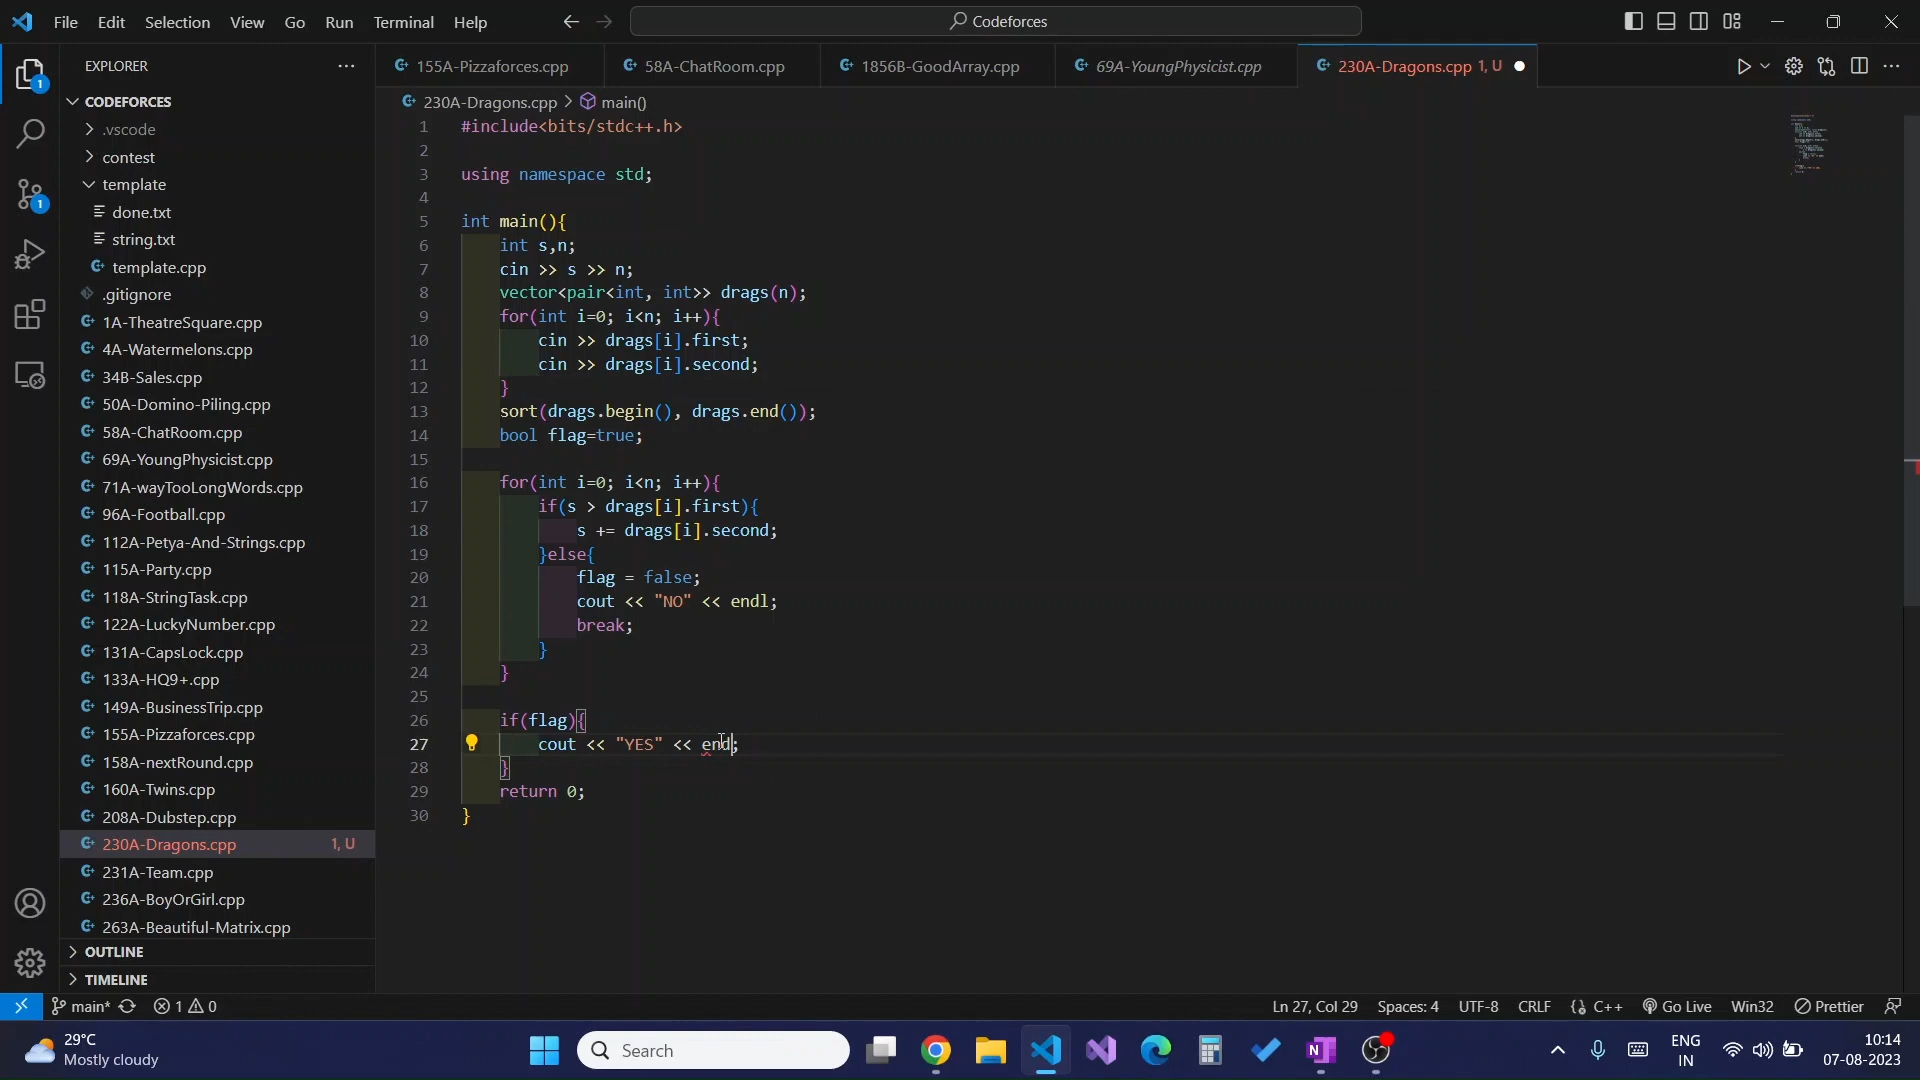 File Edit Selection View Go Run Terminal Help
Codeforces
EXPLORER
155A-Pizzaforces.cpp
58A-ChatRoom.cpp
1856B-GoodArray.cpp
69A-YoungPhysicist.cpp
230A-Dragons.cpp 1, U
CODEFORCES
.vscode
contest
template
done.txt
string.txt
template.cpp
.gitignore
1A-TheatreSquare.cpp
4A-Watermelons.cpp
34B-Sales.cpp
50A-Domino-Piling.cpp
58A-ChatRoom.cpp
69A-YoungPhysicist.cpp
71A-wayTooLongWords.cpp
96A-Football.cpp
112A-Petya-And-Strings.cpp
115A-Party.cpp
118A-StringTask.cpp
122A-LuckyNumber.cpp
131A-CapsLock.cpp
133A-HQ9+.cpp
149A-BusinessTrip.cpp
155A-Pizzaforces.cpp
158A-nextRound.cpp
160A-Twins.cpp
208A-Dubstep.cpp
230A-Dragons.cpp 1, U
231A-Team.cpp
236A-BoyOrGirl.cpp
263A-Beautiful-Matrix.cpp
OUTLINE
TIMELINE
230A-Dragons.cpp > main()
1 #include<bits/stdc++.h>
2
3 using namespace std;
4
5 int main(){
6 int s,n;
7 cin >> s >> n;
8 vector<pair<int, int>> drags(n);
9 for(int i=0; i<n; i++){
10 cin >> drags[i].first;
11 cin >> drags[i].second;
12 }
13 sort(drags.begin(), drags.end());
14 bool flag=true;
15
16 for(int i=0; i<n; i++){
17 if(s > drags[i].first){
18 s += drags[i].second;
19 }else{
20 flag = false;
21 cout << "NO" << endl;
22 break;
23 }
24 }
25
26 if(flag){
27 cout << "YES" << end;
28 }
29 return 0;
30 }
main* 1 0
Ln 27, Col 29 Spaces: 4 UTF-8 CRLF {} C++ Go Live Win32 Prettier
29°C
Mostly cloudy
Search
ENG
IN
10:14
07-08-2023